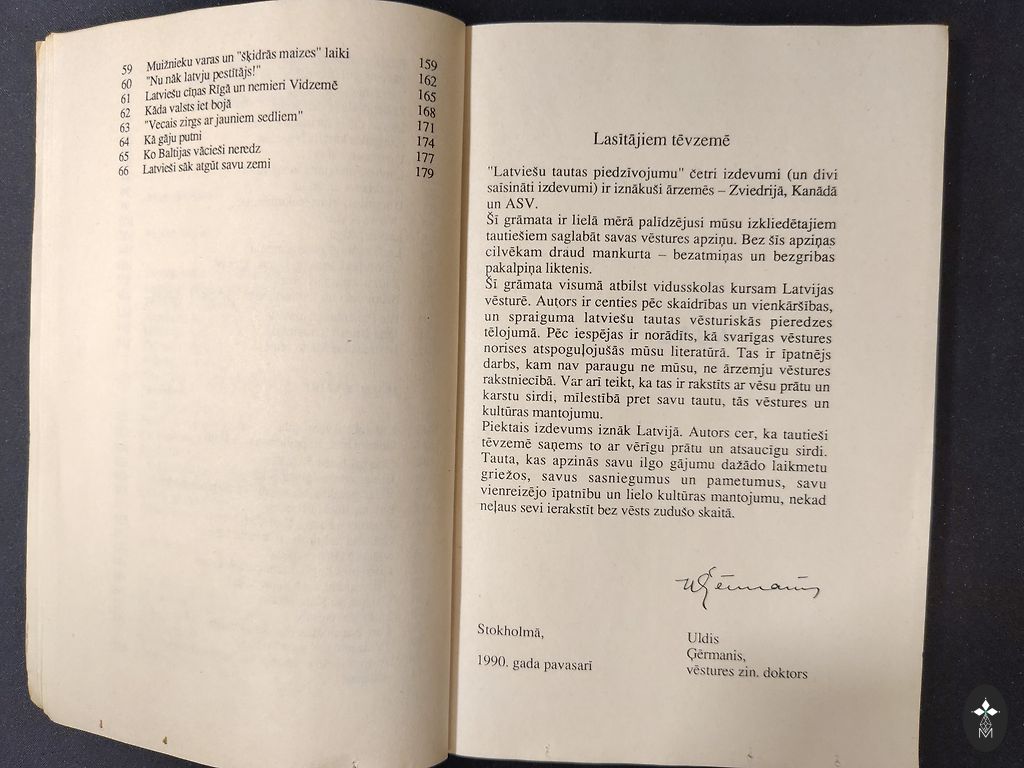 59 Muižnieku varas un "šķidrās maizes" laiki 159
60 "Nu nāk latvju pestītājs!" 162
61 Latviešu cīņas Rīgā un nemieri Vidzemē 165
62 Kāda valsts iet bojā 168
63 "Vecais zirgs ar jauniem sedliem" 171
64 Kā gāju putni 174
65 Ko Baltijas vācieši neredz 177
66 Latvieši sāk atgūt savu zemi 179
Lasītājiem tēvzemē
"Latviešu tautas piedzīvojumu" četri izdevumi (un divi
saīsināti izdevumi) ir iznākuši ārzemēs – Zviedrijā, Kanādā
un ASV.
Šī grāmata ir lielā mērā palīdzējusi mūsu izkliedētajiem
tautiešiem saglabāt savas vēstures apziņu. Bez šīs apziņas
cilvēkam draud mankurta – bezatmiņas un bezgribas
pakalpiņa liktenis.
Šī grāmata visumā atbilst vidusskolas kursam Latvijas
vēsturē. Autors ir centies pēc skaidrības un vienkāršības,
un spraiguma latviešu tautas vēsturiskās pieredzes
tēlojumā. Pēc iespējas ir norādīts, kā svarīgas vēstures
norises atspoguļojušās mūsu literatūrā. Tas ir īpatnējs
darbs, kam nav paraugu ne mūsu, ne ārzemju vēstures
rakstniecībā. Var arī teikt, ka tas ir rakstīts ar vēsu prātu un
karstu sirdi, mīlestībā pret savu tautu, tās vēstures un
kultūras mantojumu.
Piektais izdevums iznāk Latvijā. Autors cer, ka tautieši
tēvzemē saņems to ar vērīgu prātu un atsaucīgu sirdi.
Tauta, kas apzinās savu ilgo gājumu dažādo laikmetu
griežos, savus sasniegumus un pametumus, savu
vienreizējo īpatnību un lielo kultūras mantojumu, nekad
neļaus sevi ierakstīt bez vēsts zudušo skaitā.
UĢērmanis
Stokholmā,
1990. gada pavasarī
Uldis
Ģērmanis,
vēstures zin. doktors
M